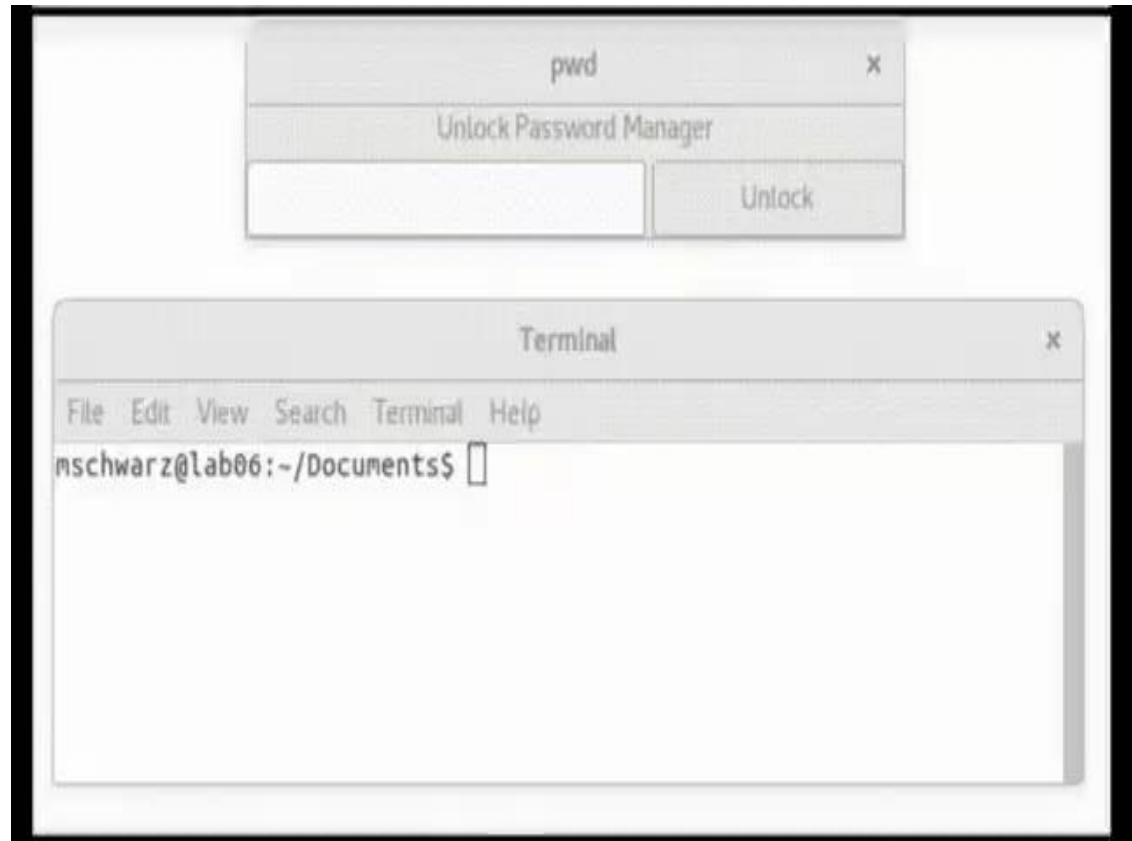 pwd x
Unlock Password Manager
Unlock
Terminal x
File Edit View Search Terminal Help
mschwarz@lab06:~/Documents$